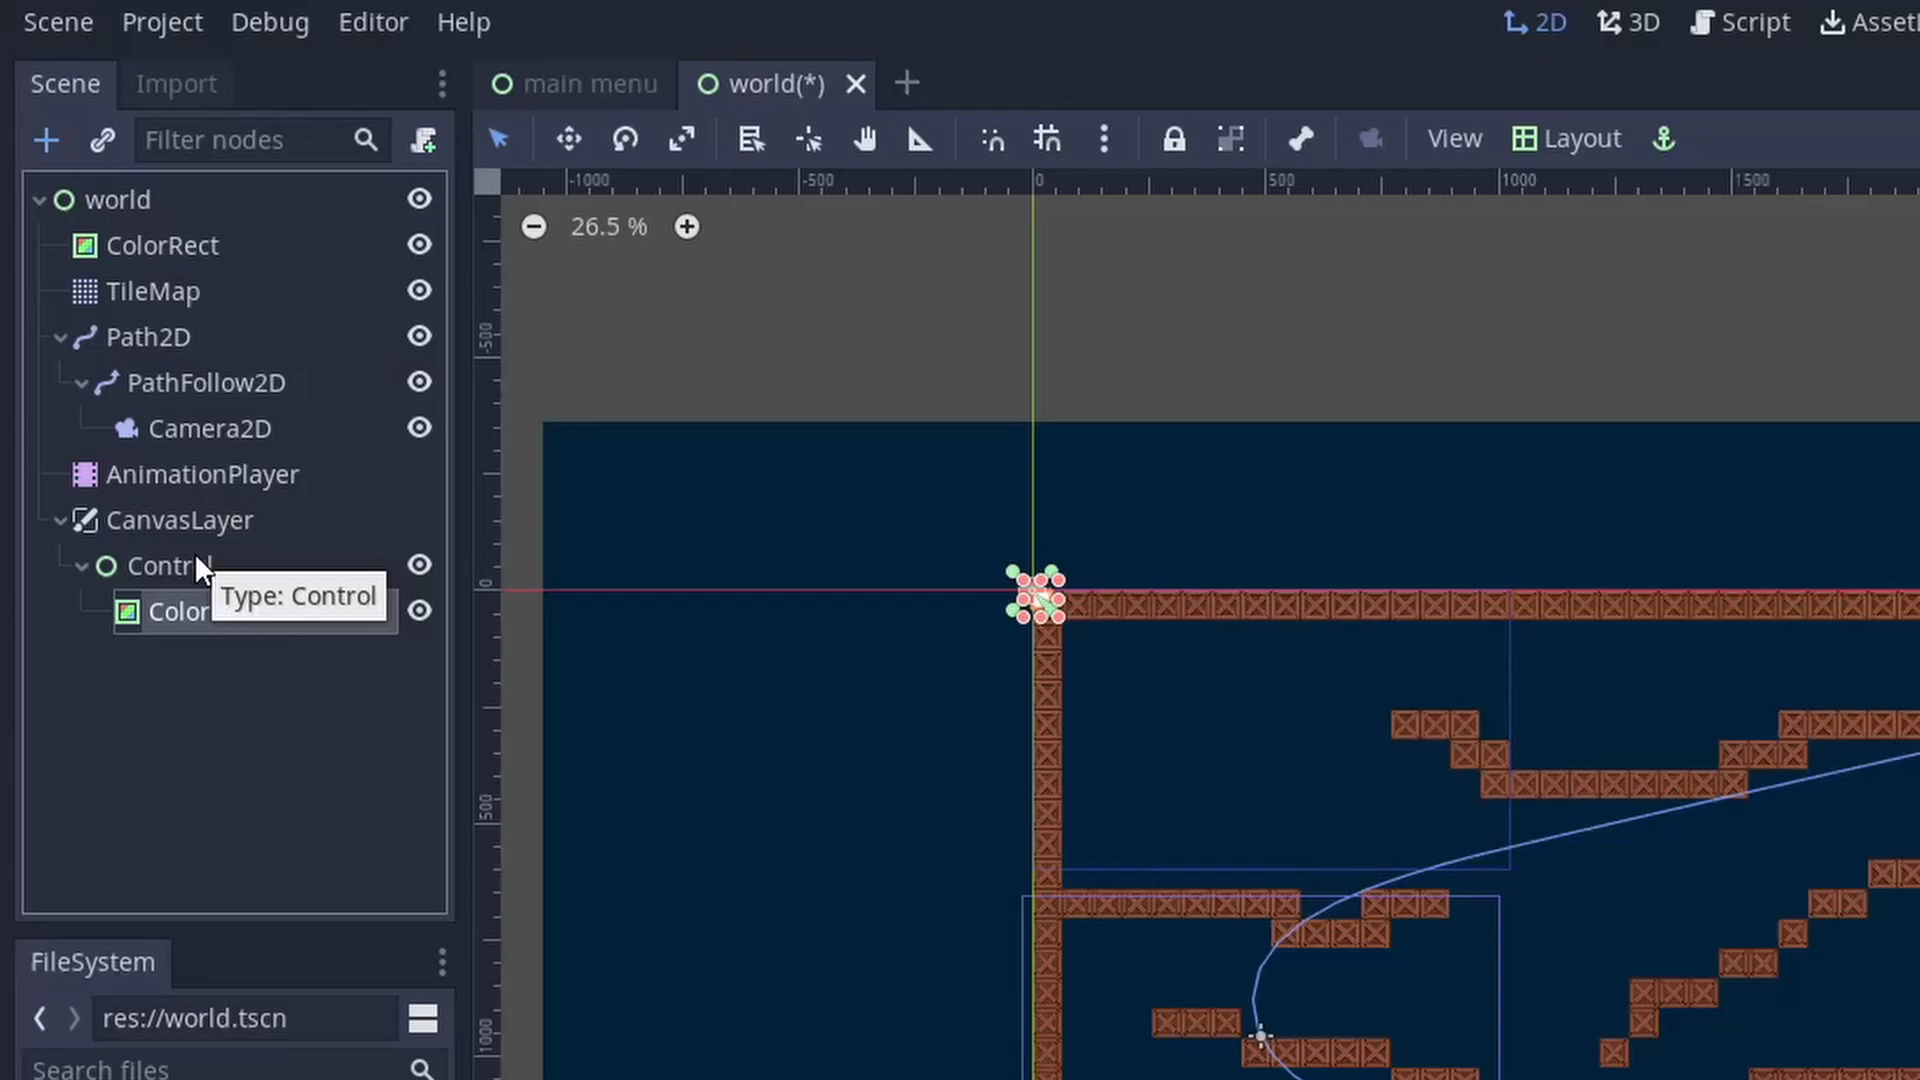 Scene Project Debug Editor Help 2D 3D Script AssetL
Scene Import main menu world(*)
Filter nodes View Layout
-1000 -500 0 500 1000 1500
26.5 %
world
ColorRect
TileMap
Path2D
PathFollow2D
Camera2D
AnimationPlayer
CanvasLayer
Contr
Type: Control
Color
-500
0
500
1000
FileSystem
res://world.tscn
Search files